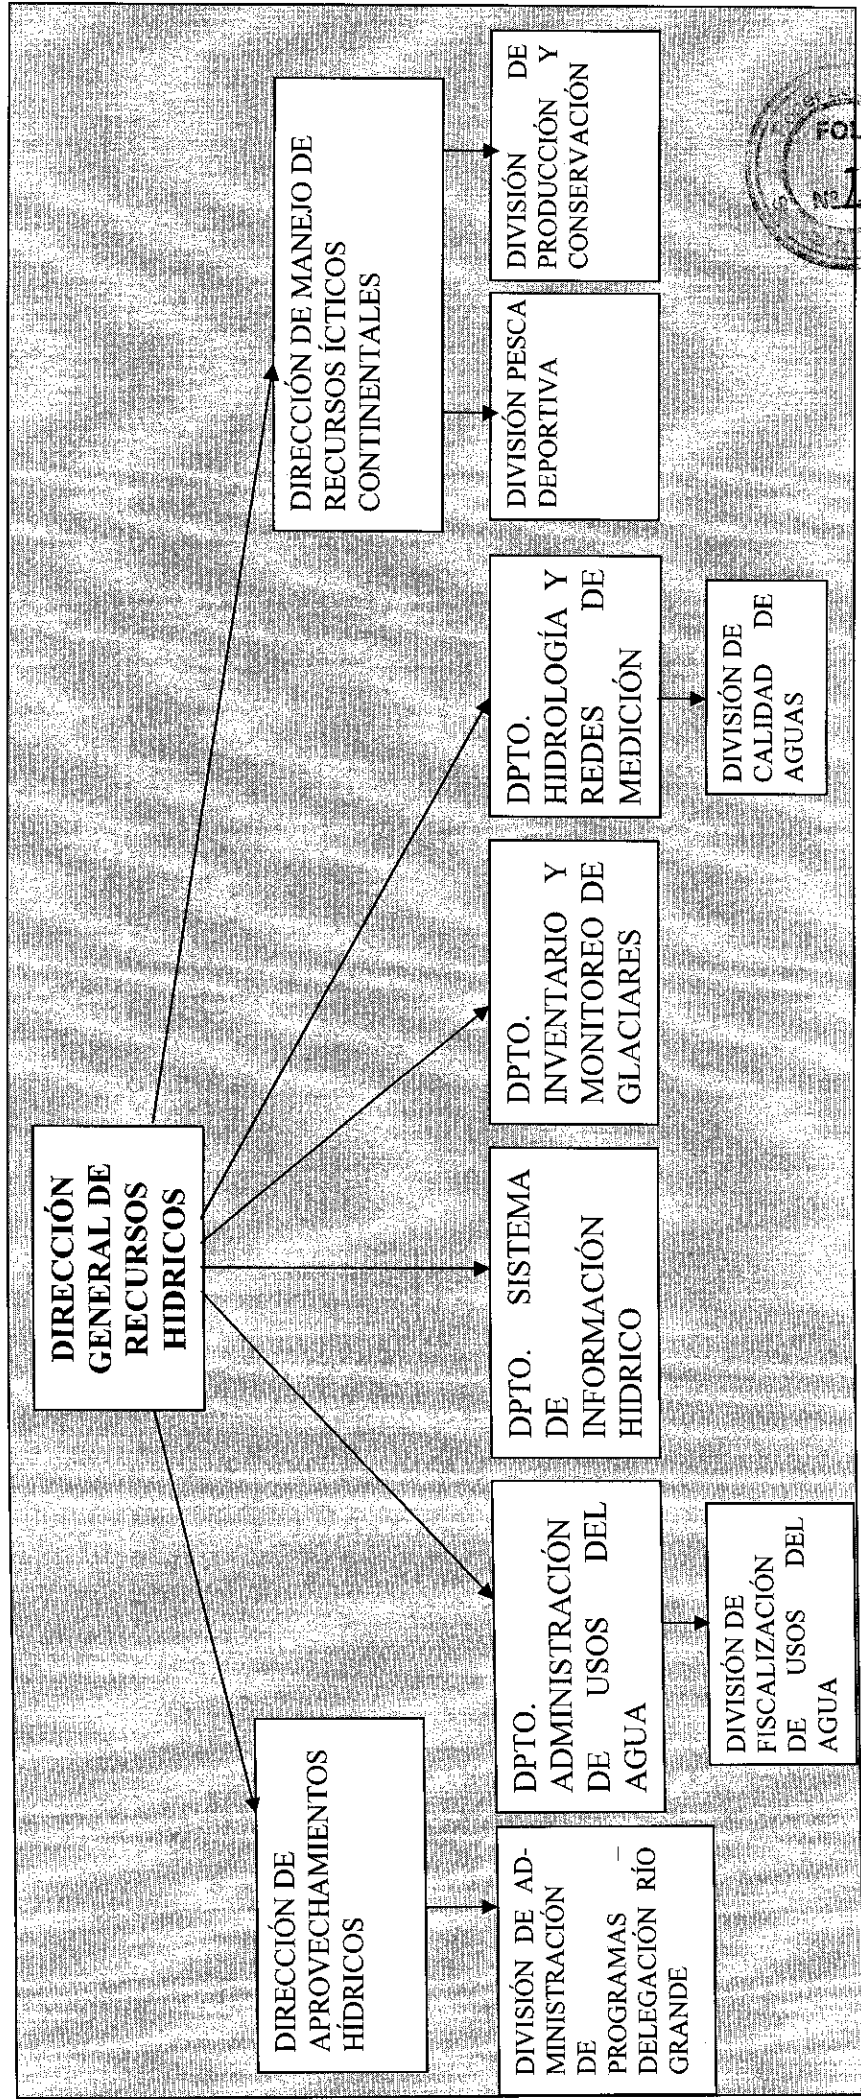 DIRECCIÓN
GENERAL DE
RECURSOS
HIDRICOS
DIRECCIÓN DE
APROVECHAMIENTOS
HÍDRICOS
DIRECCIÓN DE MANEJO DE
RECURSOS ÍCTICOS
CONTINENTALES
DIVISIÓN DE AD-
MINISTRACIÓN
DE
PROGRAMAS –
DELEGACIÓN RÍO
GRANDE
DPTO.
ADMINISTRACIÓN
DE USOS DEL
AGUA
DPTO. SISTEMA
DE
INFORMACIÓN
HIDRICO
DPTO.
INVENTARIO Y
MONITOREO DE
GLACIARES
DPTO.
HIDROLOGÍA Y
REDES DE
MEDICIÓN
DIVISIÓN PESCA
DEPORTIVA
DIVISIÓN DE
PRODUCCIÓN Y
CONSERVACIÓN
DIVISIÓN DE
FISCALIZACIÓN
DE USOS DEL
AGUA
DIVISIÓN DE
CALIDAD DE
AGUAS
FOL
Nº 1